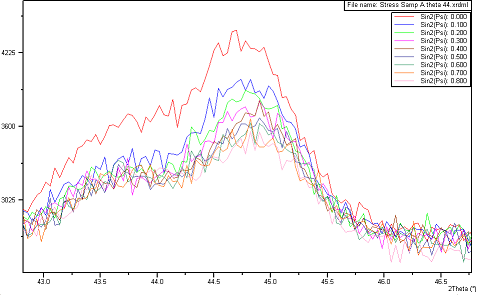 File name: Stress Samp A theta 44.xrdml
Sin2(Psi): 0.000
Sin2(Psi): 0.100
Sin2(Psi): 0.200
Sin2(Psi): 0.300
Sin2(Psi): 0.400
Sin2(Psi): 0.500
Sin2(Psi): 0.600
Sin2(Psi): 0.700
Sin2(Psi): 0.800
4225
3600
3025
43.0 43.5 44.0 44.5 45.0 45.5 46.0 46.5
2Theta (°)